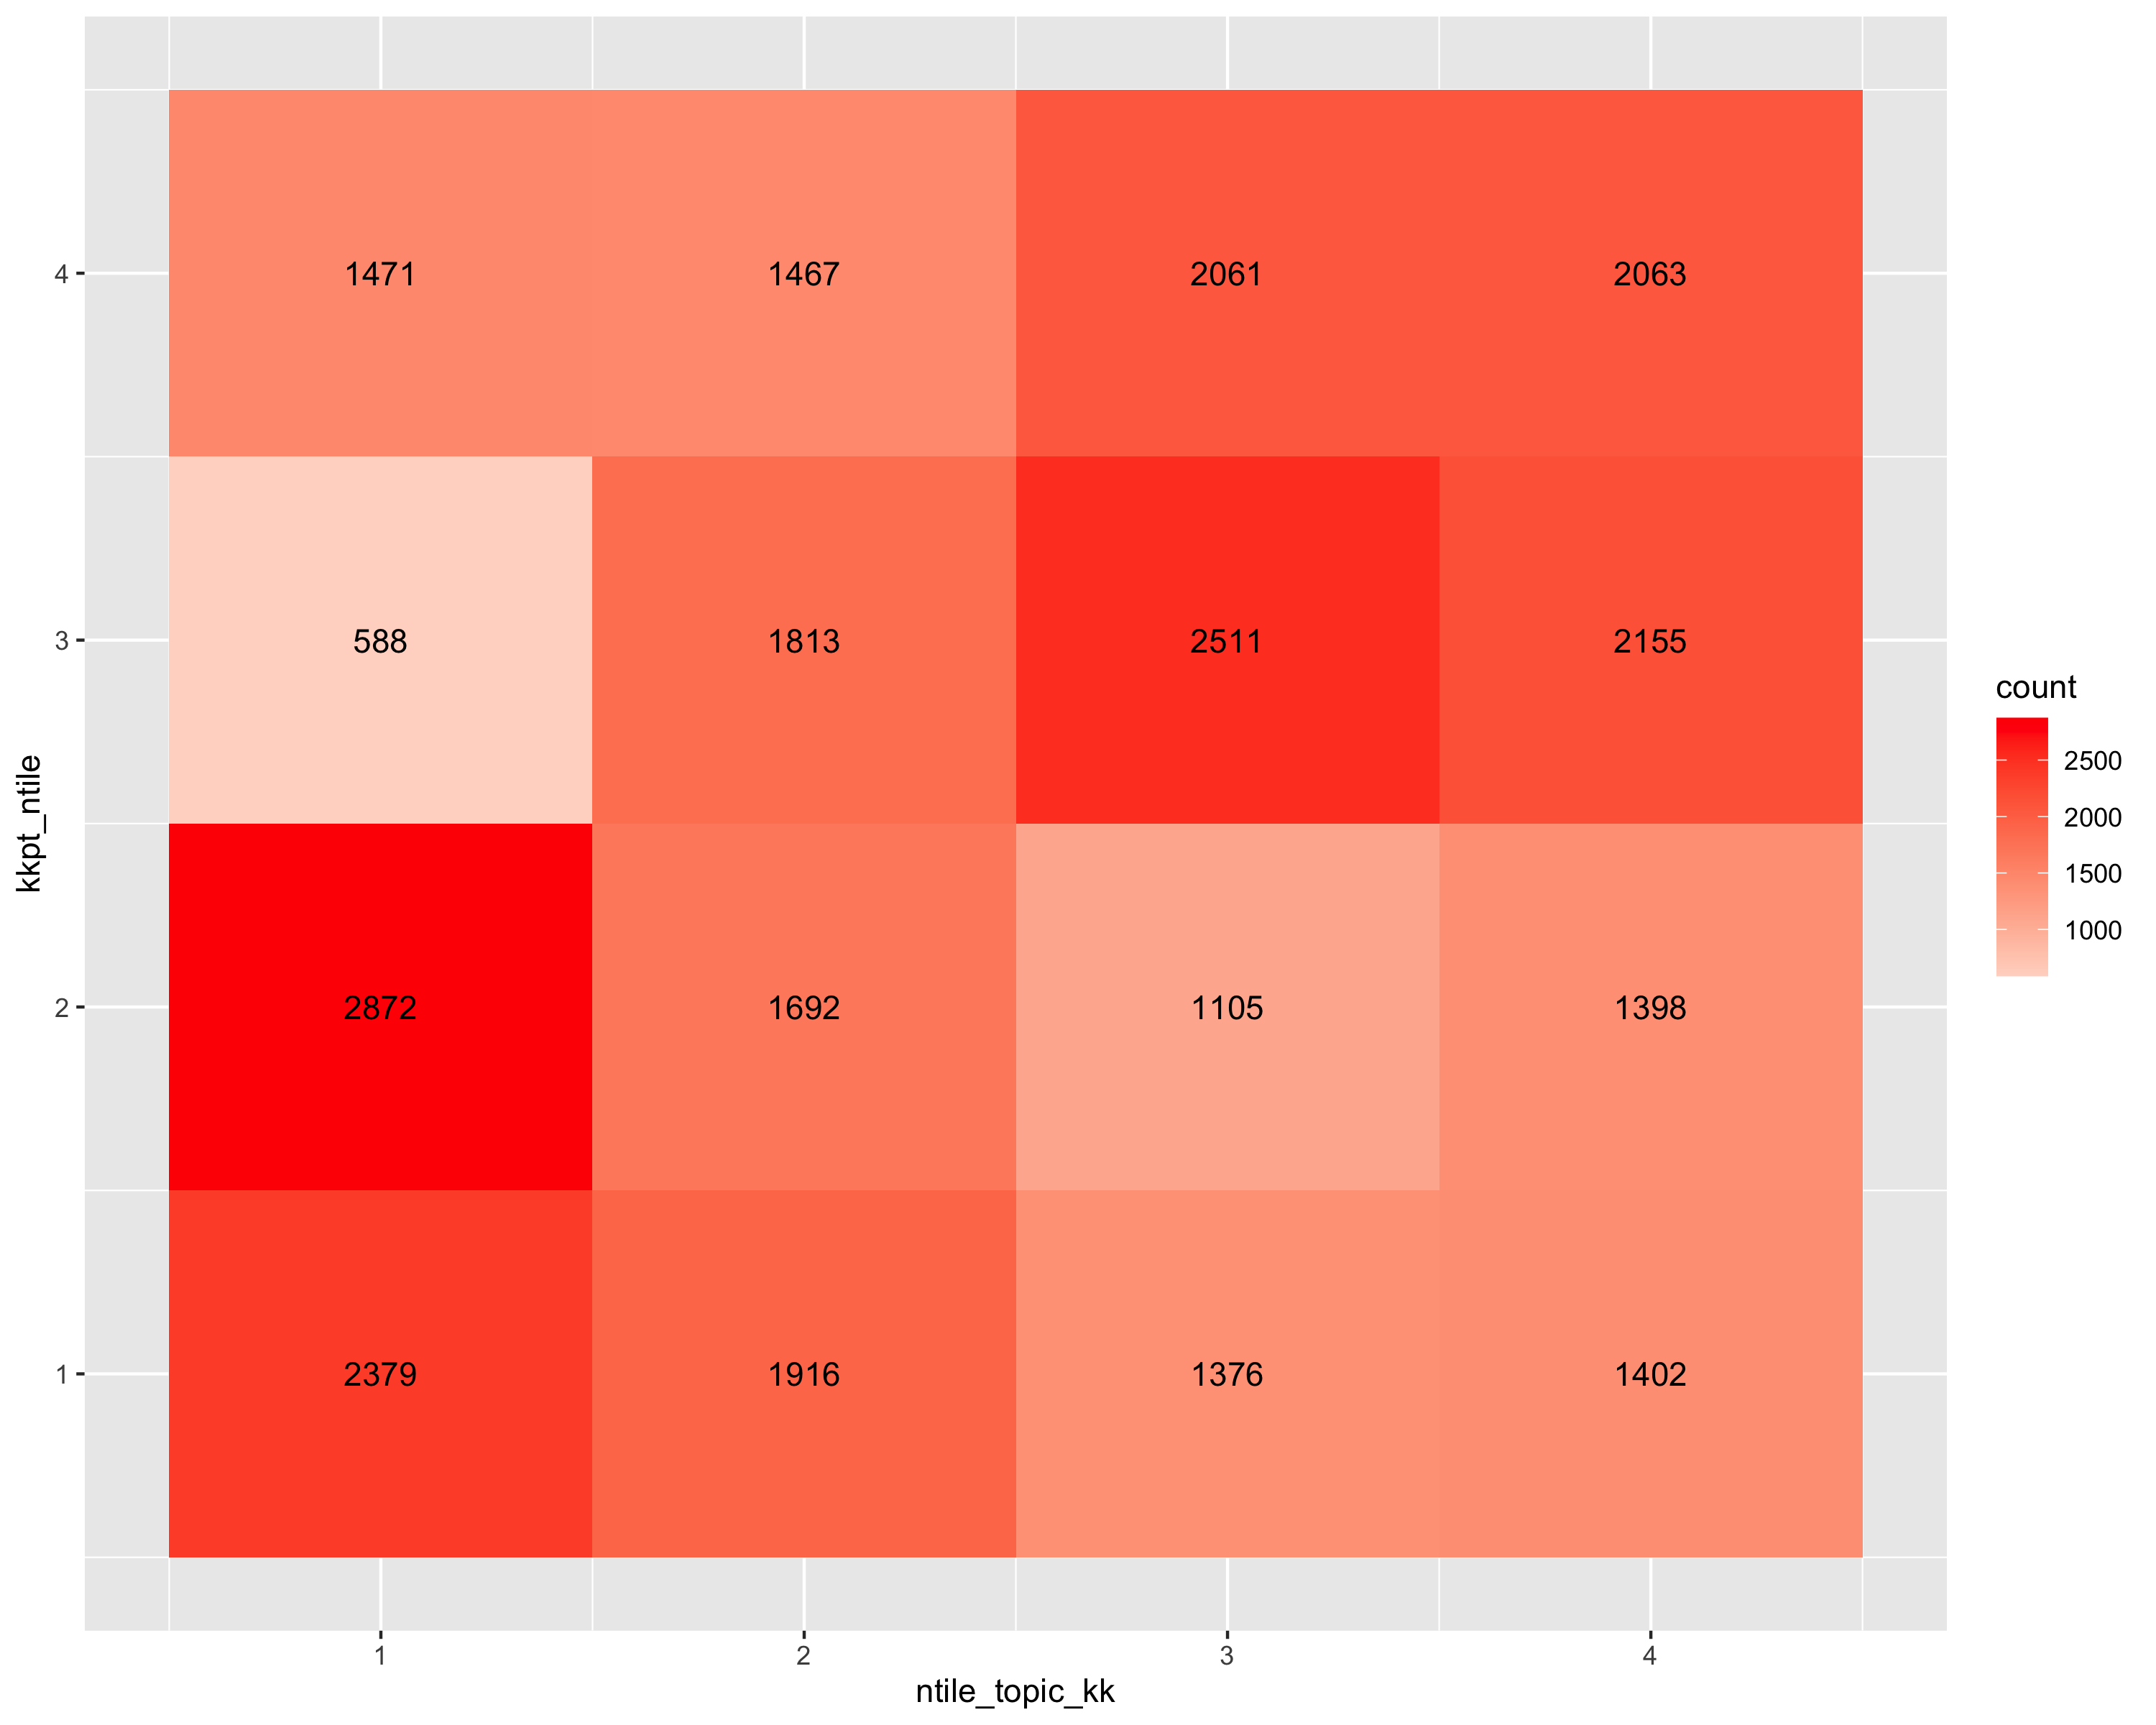 4
1471 1467 2061 2063
3
588 1813 2511 2155
2
2872 1692 1105 1398
1
2379 1916 1376 1402
1 2 3 4
ntile_topic_kk
kkpt_ntile
count
2500
2000
1500
1000